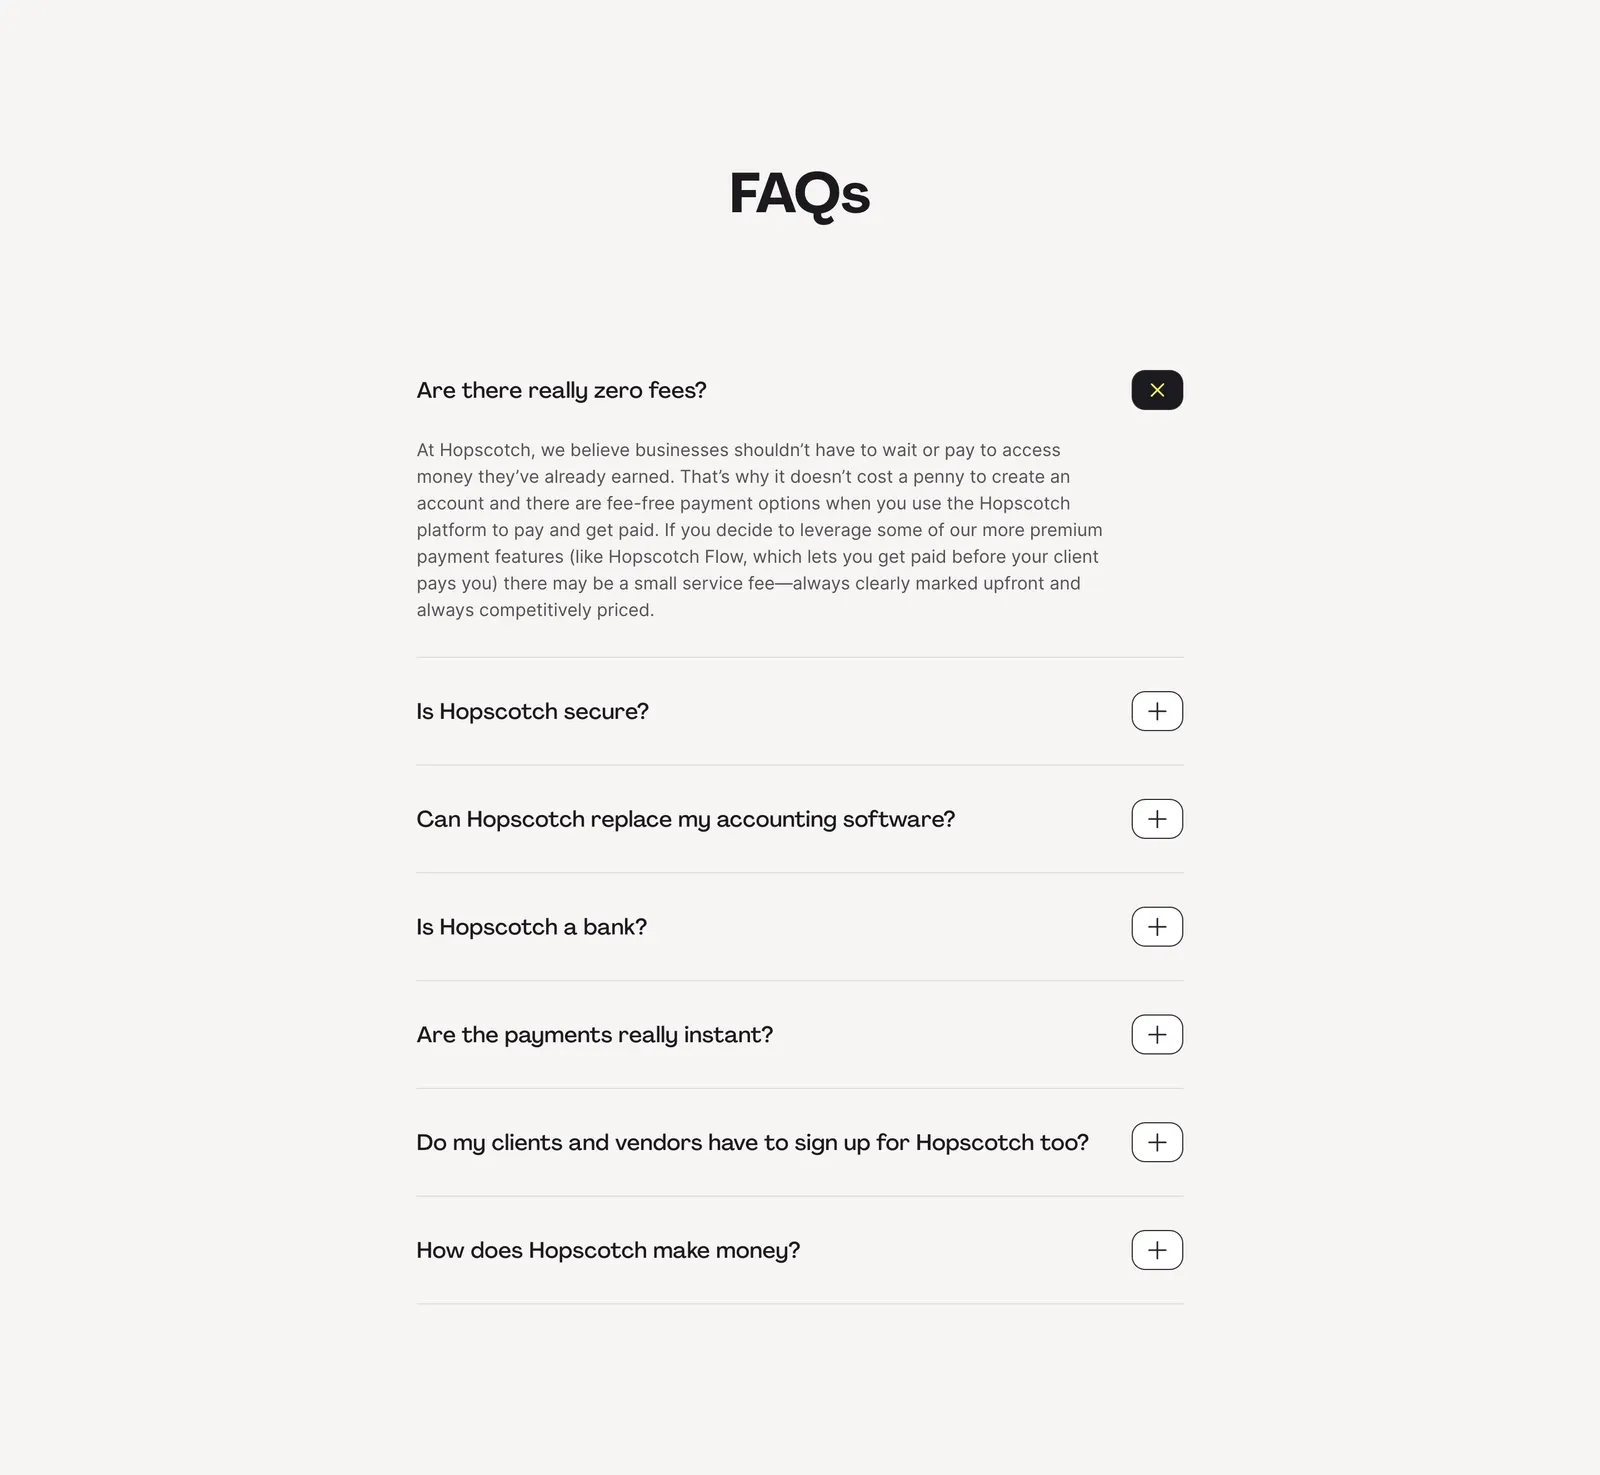 FAQs
Are there really zero fees?
At Hopscotch, we believe businesses shouldn’t have to wait or pay to access
money they’ve already earned. That’s why it doesn’t cost a penny to create an
account and there are fee-free payment options when you use the Hopscotch
platform to pay and get paid. If you decide to leverage some of our more premium
payment features (like Hopscotch Flow, which lets you get paid before your client
pays you) there may be a small service fee—always clearly marked upfront and
always competitively priced.
Is Hopscotch secure?
Can Hopscotch replace my accounting software?
Is Hopscotch a bank?
Are the payments really instant?
Do my clients and vendors have to sign up for Hopscotch too?
How does Hopscotch make money?